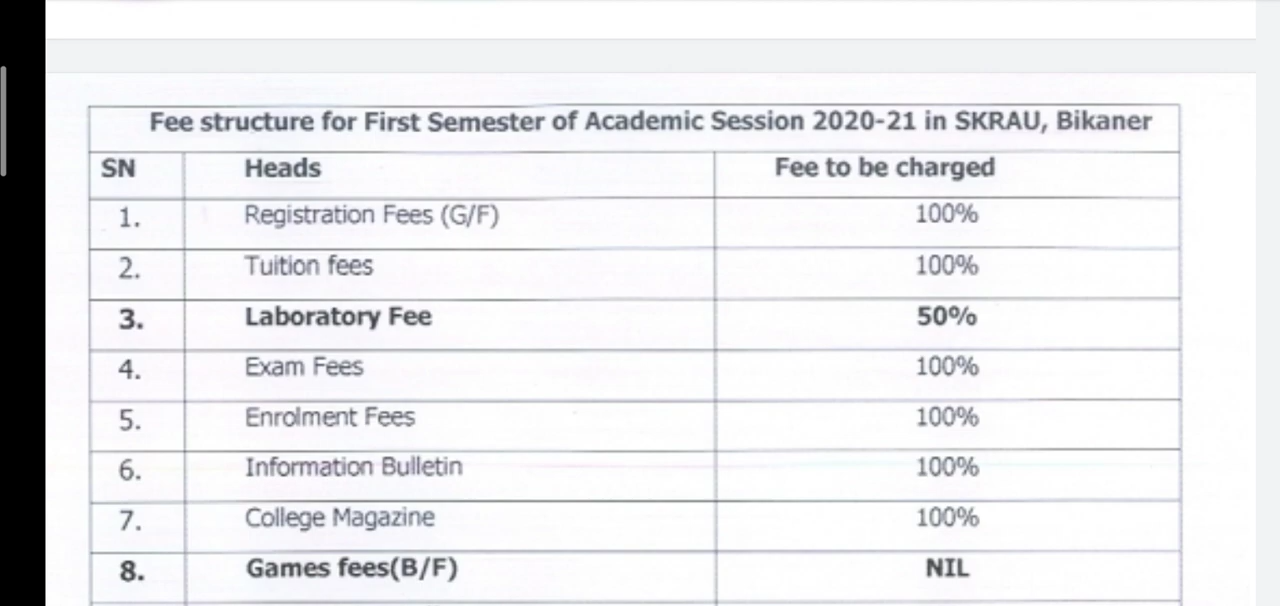 Fee structure for First Semester of Academic Session 2020-21 in SKRAU, Bikaner
SN Heads Fee to be charged
1. Registration Fees (G/F) 100%
2. Tuition fees 100%
3. Laboratory Fee 50%
4. Exam Fees 100%
5. Enrolment Fees 100%
6. Information Bulletin 100%
7. College Magazine 100%
8. Games fees(B/F) NIL